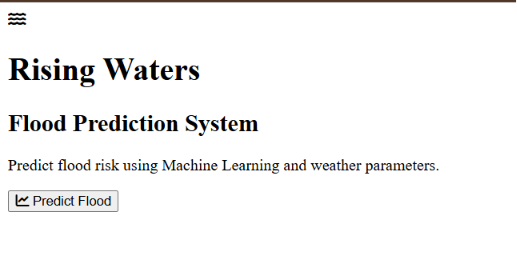 Rising Waters
Flood Prediction System
Predict flood risk using Machine Learning and weather parameters.
Predict Flood